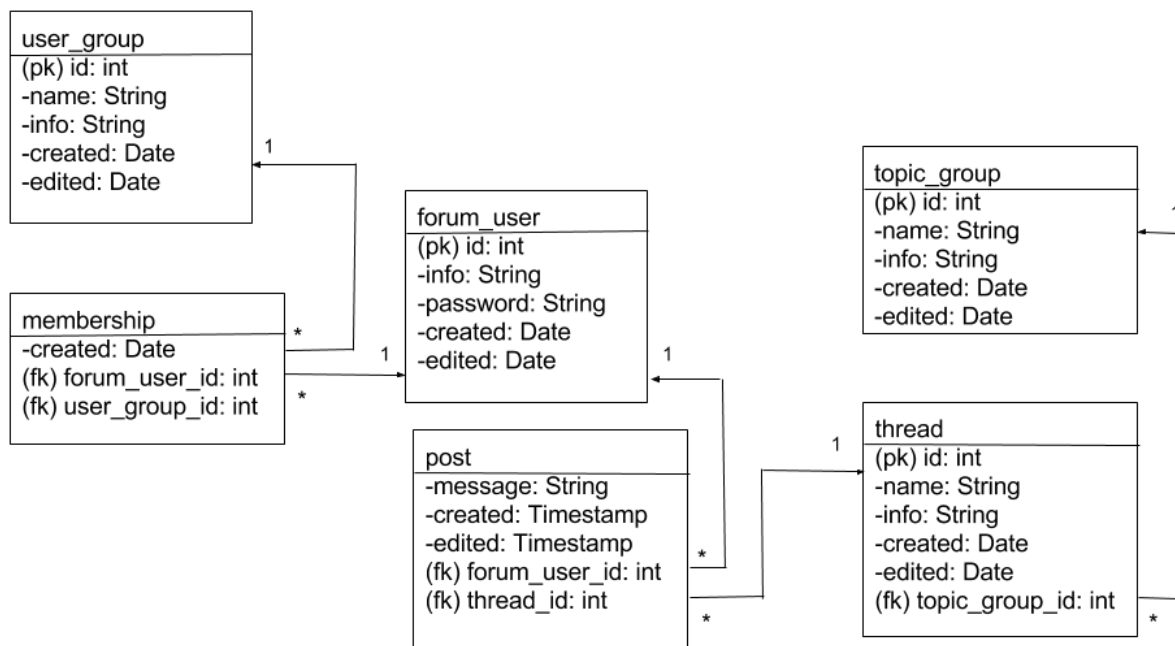 user_group
(pk) id: int
-name: String
-info: String
-created: Date
-edited: Date
1
membership
-created: Date
(fk) forum_user_id: int
(fk) user_group_id: int
*
*
1
forum_user
(pk) id: int
-info: String
-password: String
-created: Date
-edited: Date
1
post
-message: String
-created: Timestamp
-edited: Timestamp
(fk) forum_user_id: int
(fk) thread_id: int
*
*
1
topic_group
(pk) id: int
-name: String
-info: String
-created: Date
-edited: Date
thread
(pk) id: int
-name: String
-info: String
-created: Date
-edited: Date
(fk) topic_group_id: int
*